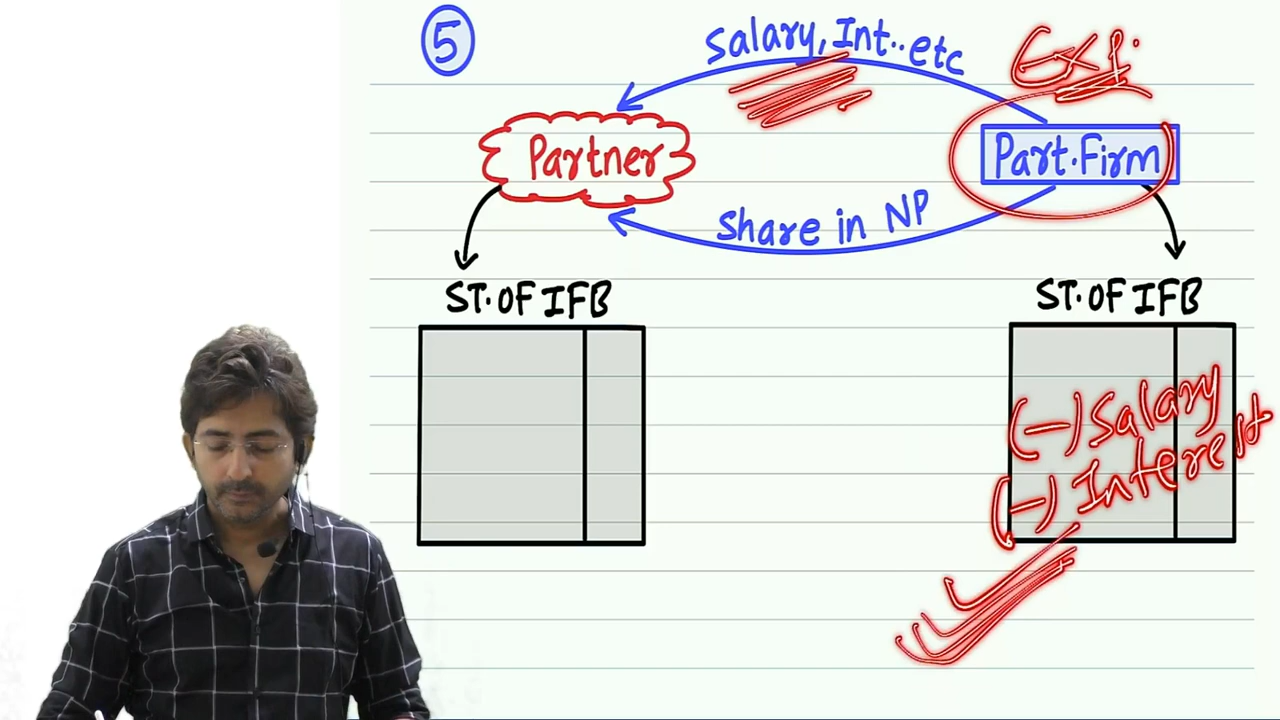 5
Salary, Int..etc
Exp.
Partner
Part.Firm
Share in NP
ST.OF IFB
ST.OF IFB
(-) Salary
(-) Interest